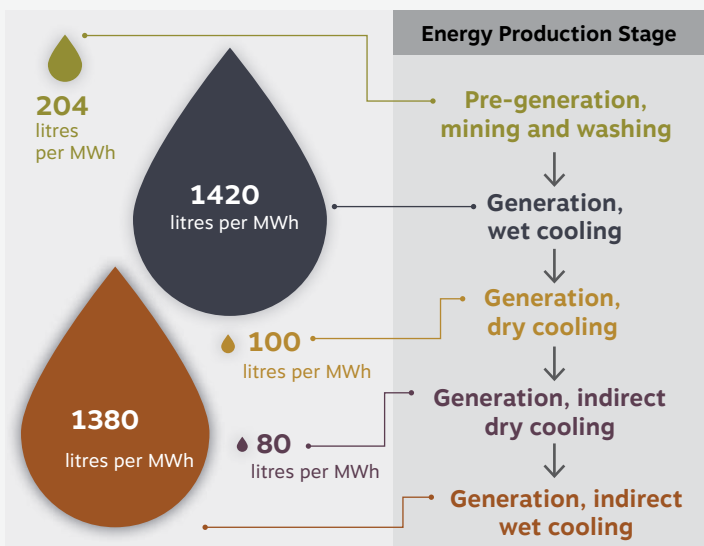 Energy Production Stage
204
litres
per MWh
Pre-generation,
mining and washing
1420
litres per MWh
Generation,
wet cooling
100
litres per MWh
Generation,
dry cooling
80
litres per MWh
Generation, indirect
dry cooling
1380
litres per MWh
Generation, indirect
wet cooling